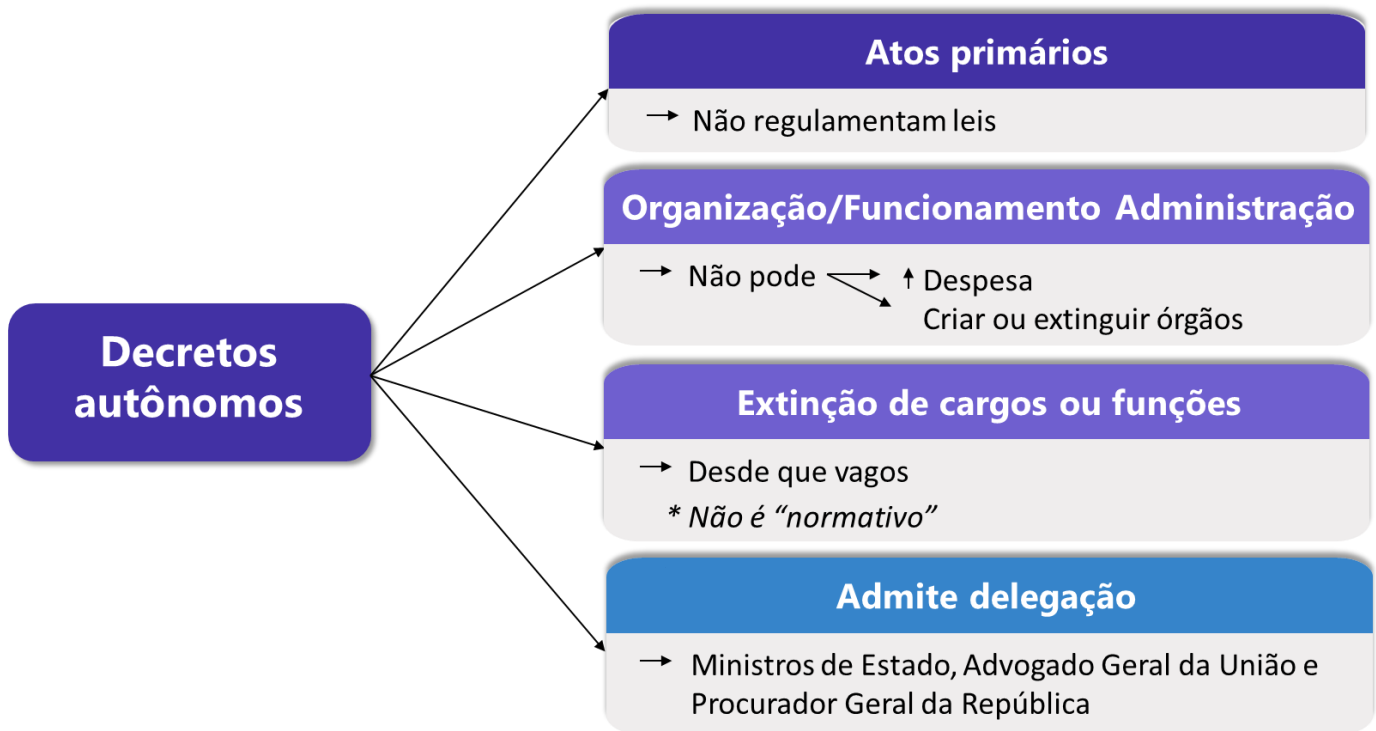 Decretos
autônomos
Atos primários
→ Não regulamentam leis
Organização/Funcionamento Administração
→ Não pode → ↑ Despesa
Criar ou extinguir órgãos
Extinção de cargos ou funções
→ Desde que vagos
* Não é “normativo”
Admite delegação
→ Ministros de Estado, Advogado Geral da União e
Procurador Geral da República